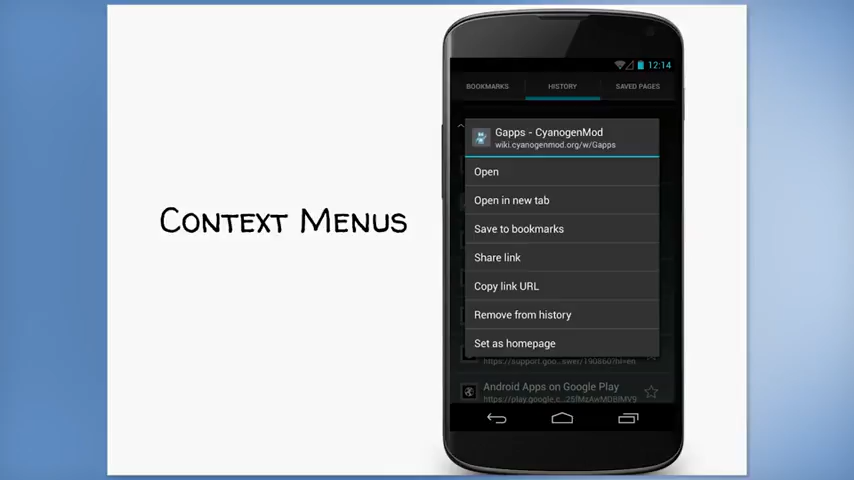 Context Menus
12:14
BOOKMARKS HISTORY SAVED PAGES
Gapps - CyanogenMod
wiki.cyanogenmod.org/w/Gapps
Open
Open in new tab
Save to bookmarks
Share link
Copy link URL
Remove from history
Set as homepage
Android Apps on Google Play